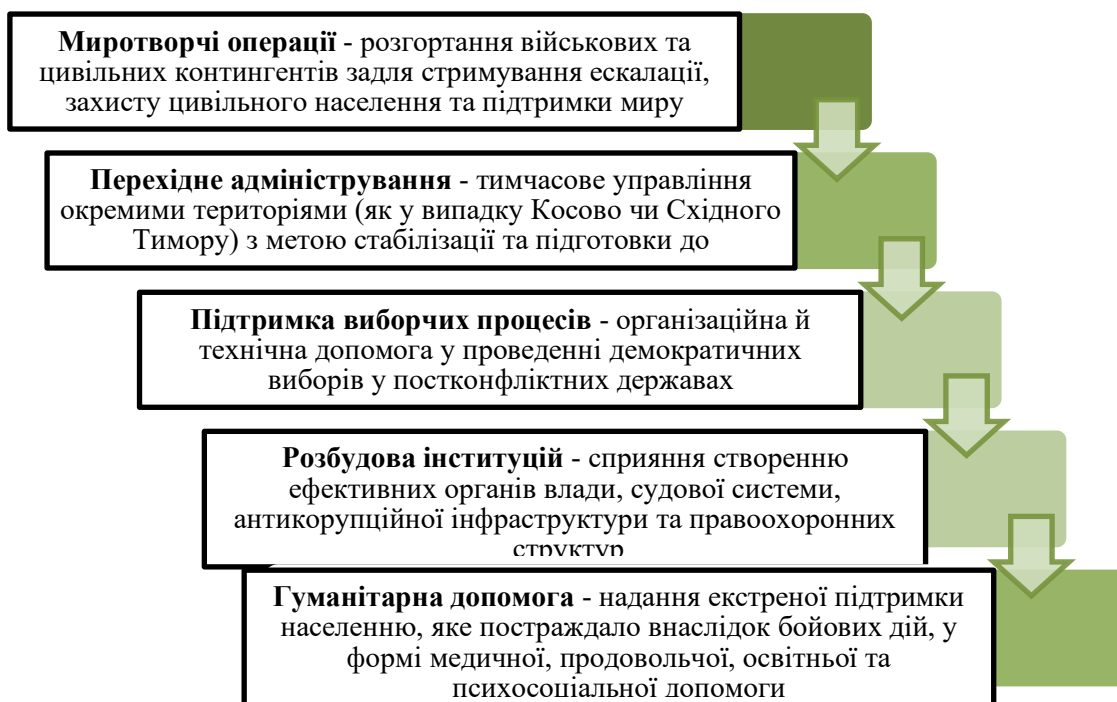 Миротворчі операції - розгортання військових та
цивільних контингентів задля стримування ескалації,
захисту цивільного населення та підтримки миру
Перехідне адміністрування - тимчасове управління
окремими територіями (як у випадку Косово чи Східного
Тимору) з метою стабілізації та підготовки до
Підтримка виборчих процесів - організаційна й
технічна допомога у проведенні демократичних
виборів у постконфліктних державах
Розбудова інституцій - сприяння створенню
ефективних органів влади, судової системи,
антикорупційної інфраструктури та правоохоронних
структур
Гуманітарна допомога - надання екстреної підтримки
населенню, яке постраждало внаслідок бойових дій, у
формі медичної, продовольчої, освітньої та
психосоціальної допомоги